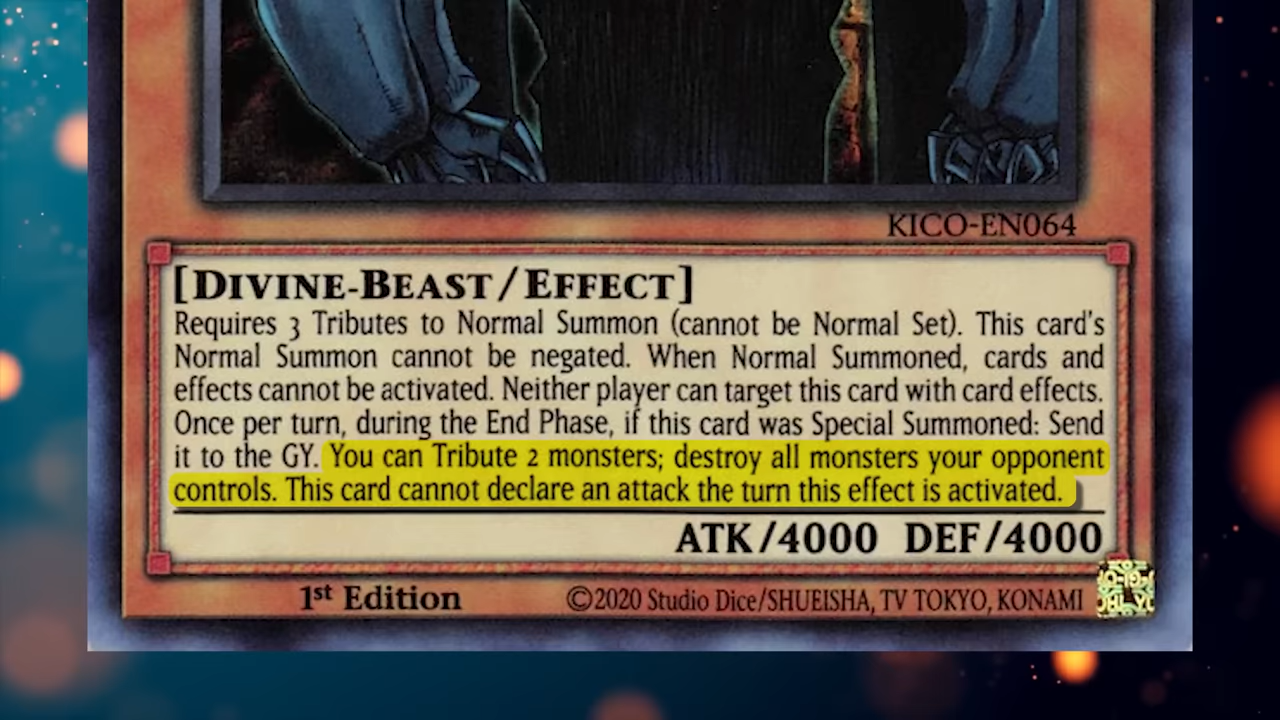 KICO-EN064
[DIVINE-BEAST/EFFECT]
Requires 3 Tributes to Normal Summon (cannot be Normal Set). This card's
Normal Summon cannot be negated. When Normal Summoned, cards and
effects cannot be activated. Neither player can target this card with card effects.
Once per turn, during the End Phase, if this card was Special Summoned: Send
it to the GY. You can Tribute 2 monsters; destroy all monsters your opponent
controls. This card cannot declare an attack the turn this effect is activated.
ATK/4000 DEF/4000
1st Edition ©2020 Studio Dice/SHUEISHA, TV TOKYO, KONAMI